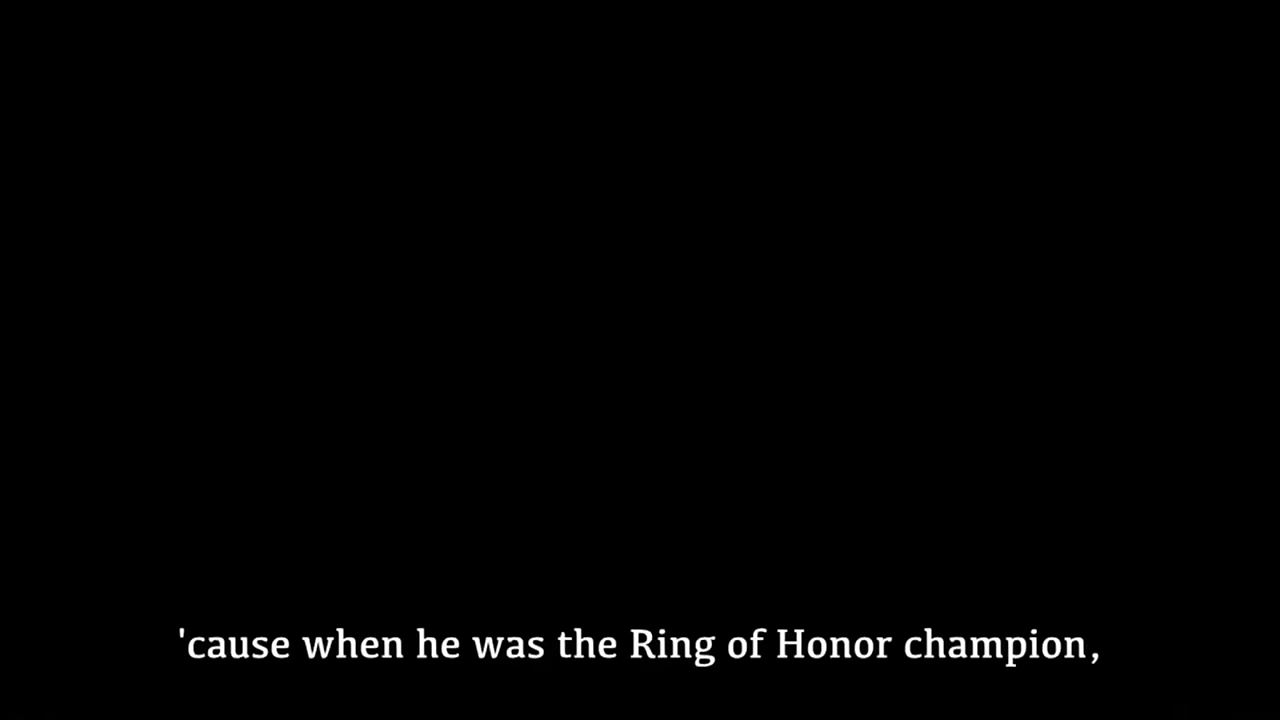 'cause when he was the Ring of Honor champion,